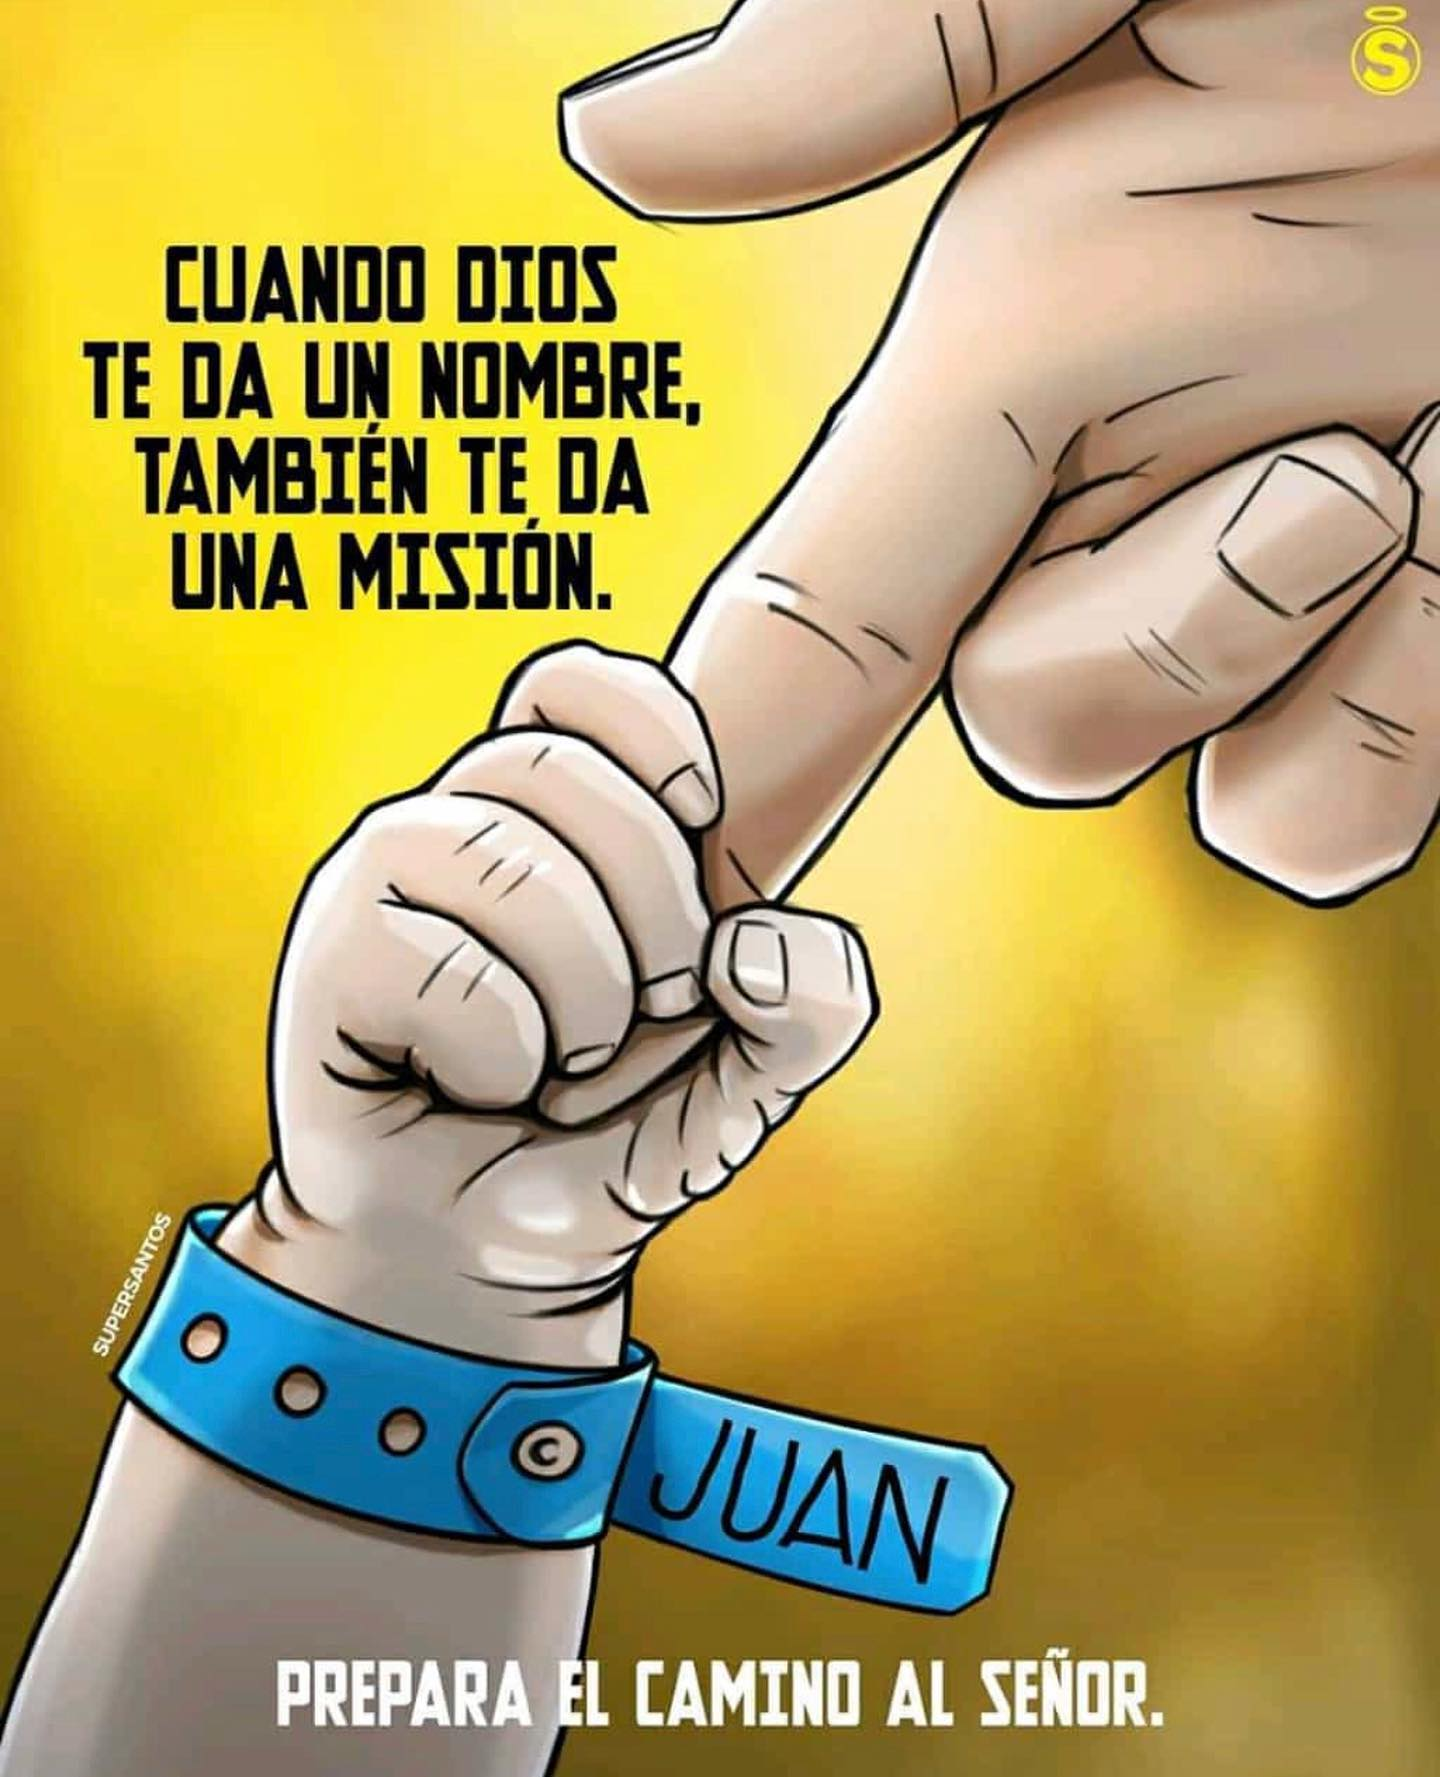 S
CUANDO DIOS
TE DA UN NOMBRE,
TAMBIÉN TE DA
UNA MISIÓN.
SUPERSANTOS
C
JUAN
PREPARA EL CAMINO AL SEÑOR.